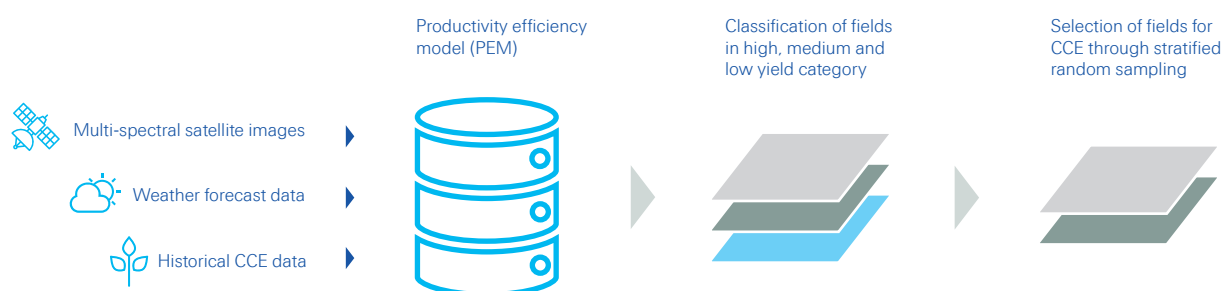 Productivity efficiency
model (PEM)
Classification of fields
in high, medium and
low yield category
Selection of fields for
CCE through stratified
random sampling
Multi-spectral satellite images
Weather forecast data
Historical CCE data